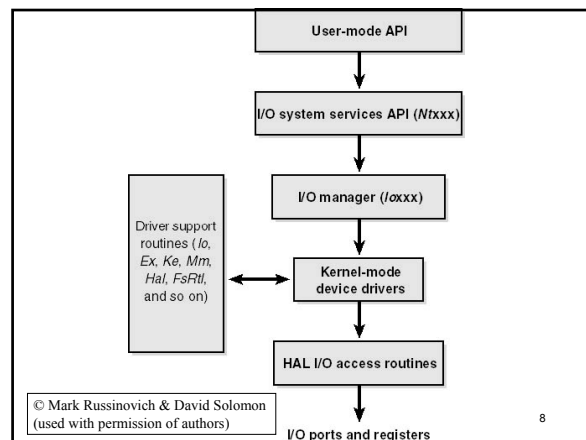 User-mode API
I/O system services API (Ntxxx)
I/O manager (Ioxxx)
Driver support
routines (Io,
Ex, Ke, Mm,
Hal, FsRtl,
and so on)
Kernel-mode
device drivers
HAL I/O access routines
I/O ports and registers
© Mark Russinovich & David Solomon
(used with permission of authors)
8